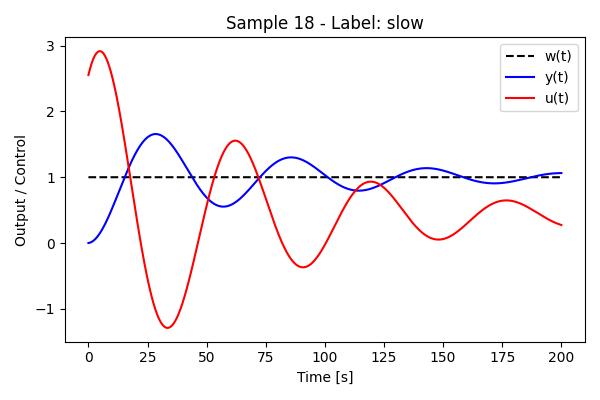 Sample 18 - Label: slow
w(t)
y(t)
u(t)
Output / Control
3
2
1
0
−1
0 25 50 75 100 125 150 175 200
Time [s]